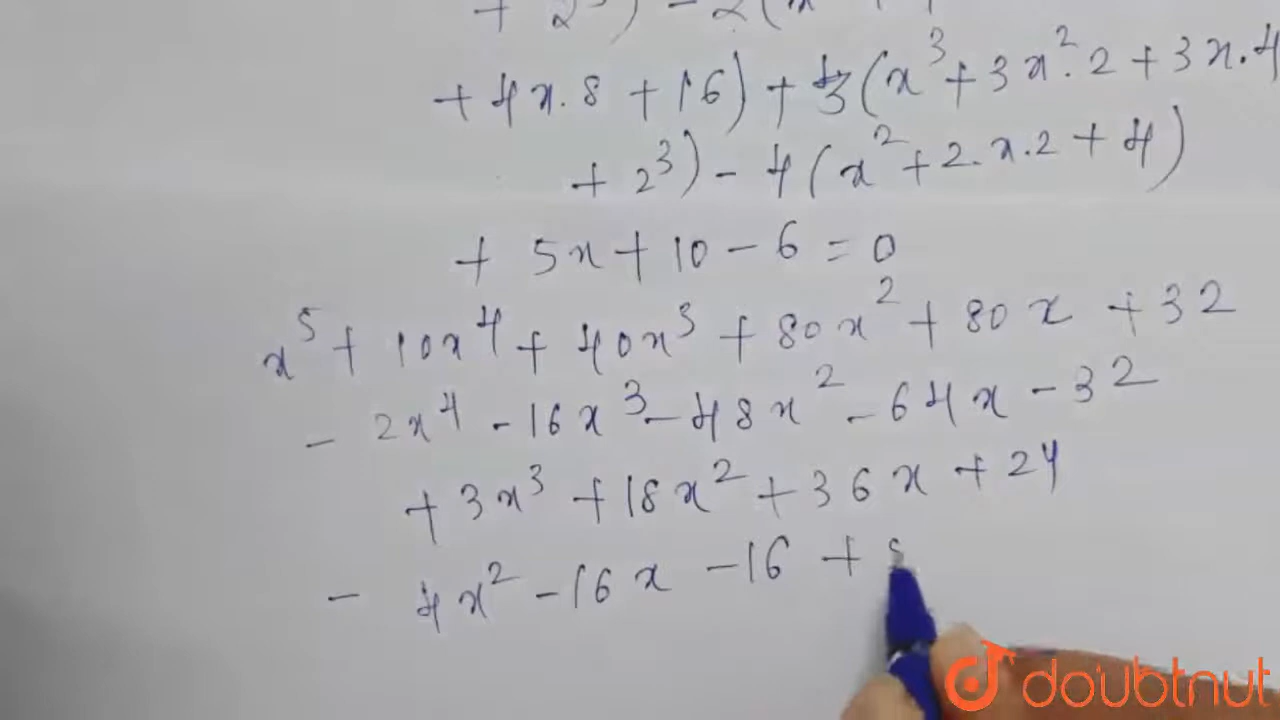 + 2³) - 2(x
+ 4x.8 + 16) + 3(x³ + 3x².2 + 3x.4
+ 2³) - 4(x² + 2.x.2 + 4)
+ 5x + 10 - 6 = 0
x⁵ + 10x⁴ + 40x³ + 80x² + 80x + 32
- 2x⁴ - 16x³ - 48x² - 64x - 32
+ 3x³ + 18x² + 36x + 24
- 4x² - 16x - 16 +
doubtnut